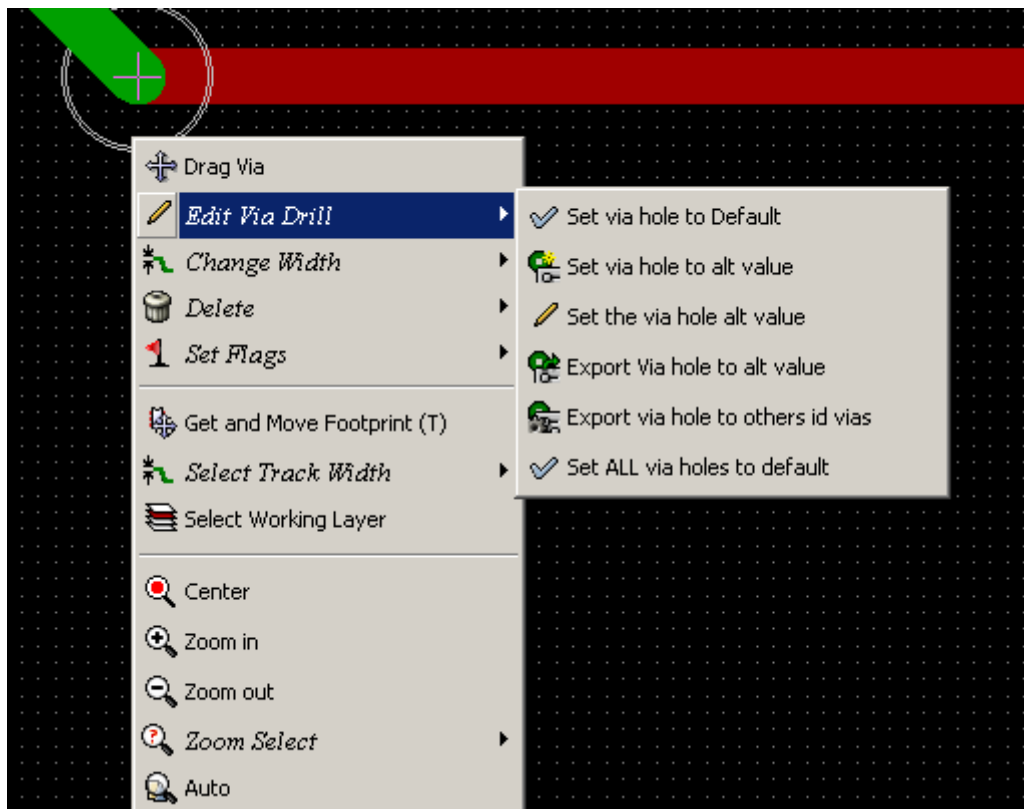 Drag Via
Edit Via Drill
Change Width
Delete
Set Flags
Get and Move Footprint (T)
Select Track Width
Select Working Layer
Center
Zoom in
Zoom out
Zoom Select
Auto
Set via hole to Default
Set via hole to alt value
Set the via hole alt value
Export Via hole to alt value
Export via hole to others id vias
Set ALL via holes to default